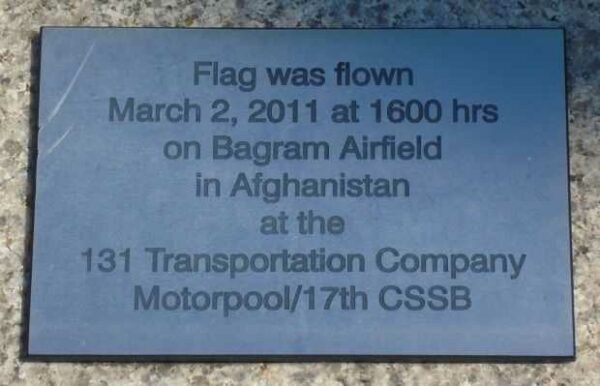 Flag was flown
March 2, 2011 at 1600 hrs
on Bagram Airfield
in Afghanistan
at the
131 Transportation Company
Motorpool/17th CSSB